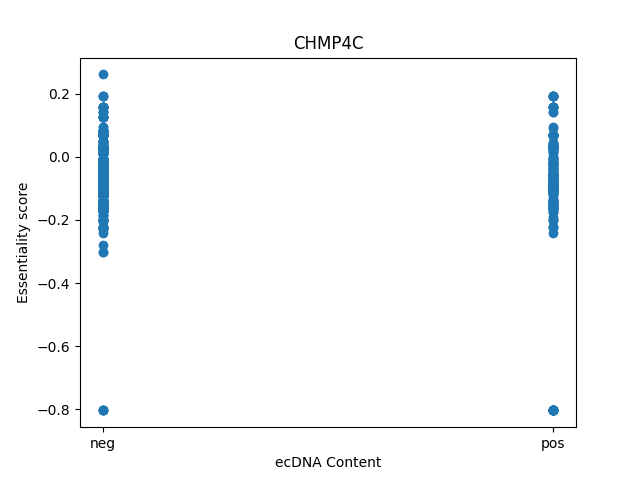 CHMP4C
Essentiality score
0.2
0.0
−0.2
−0.4
−0.6
−0.8
neg
pos
ecDNA Content